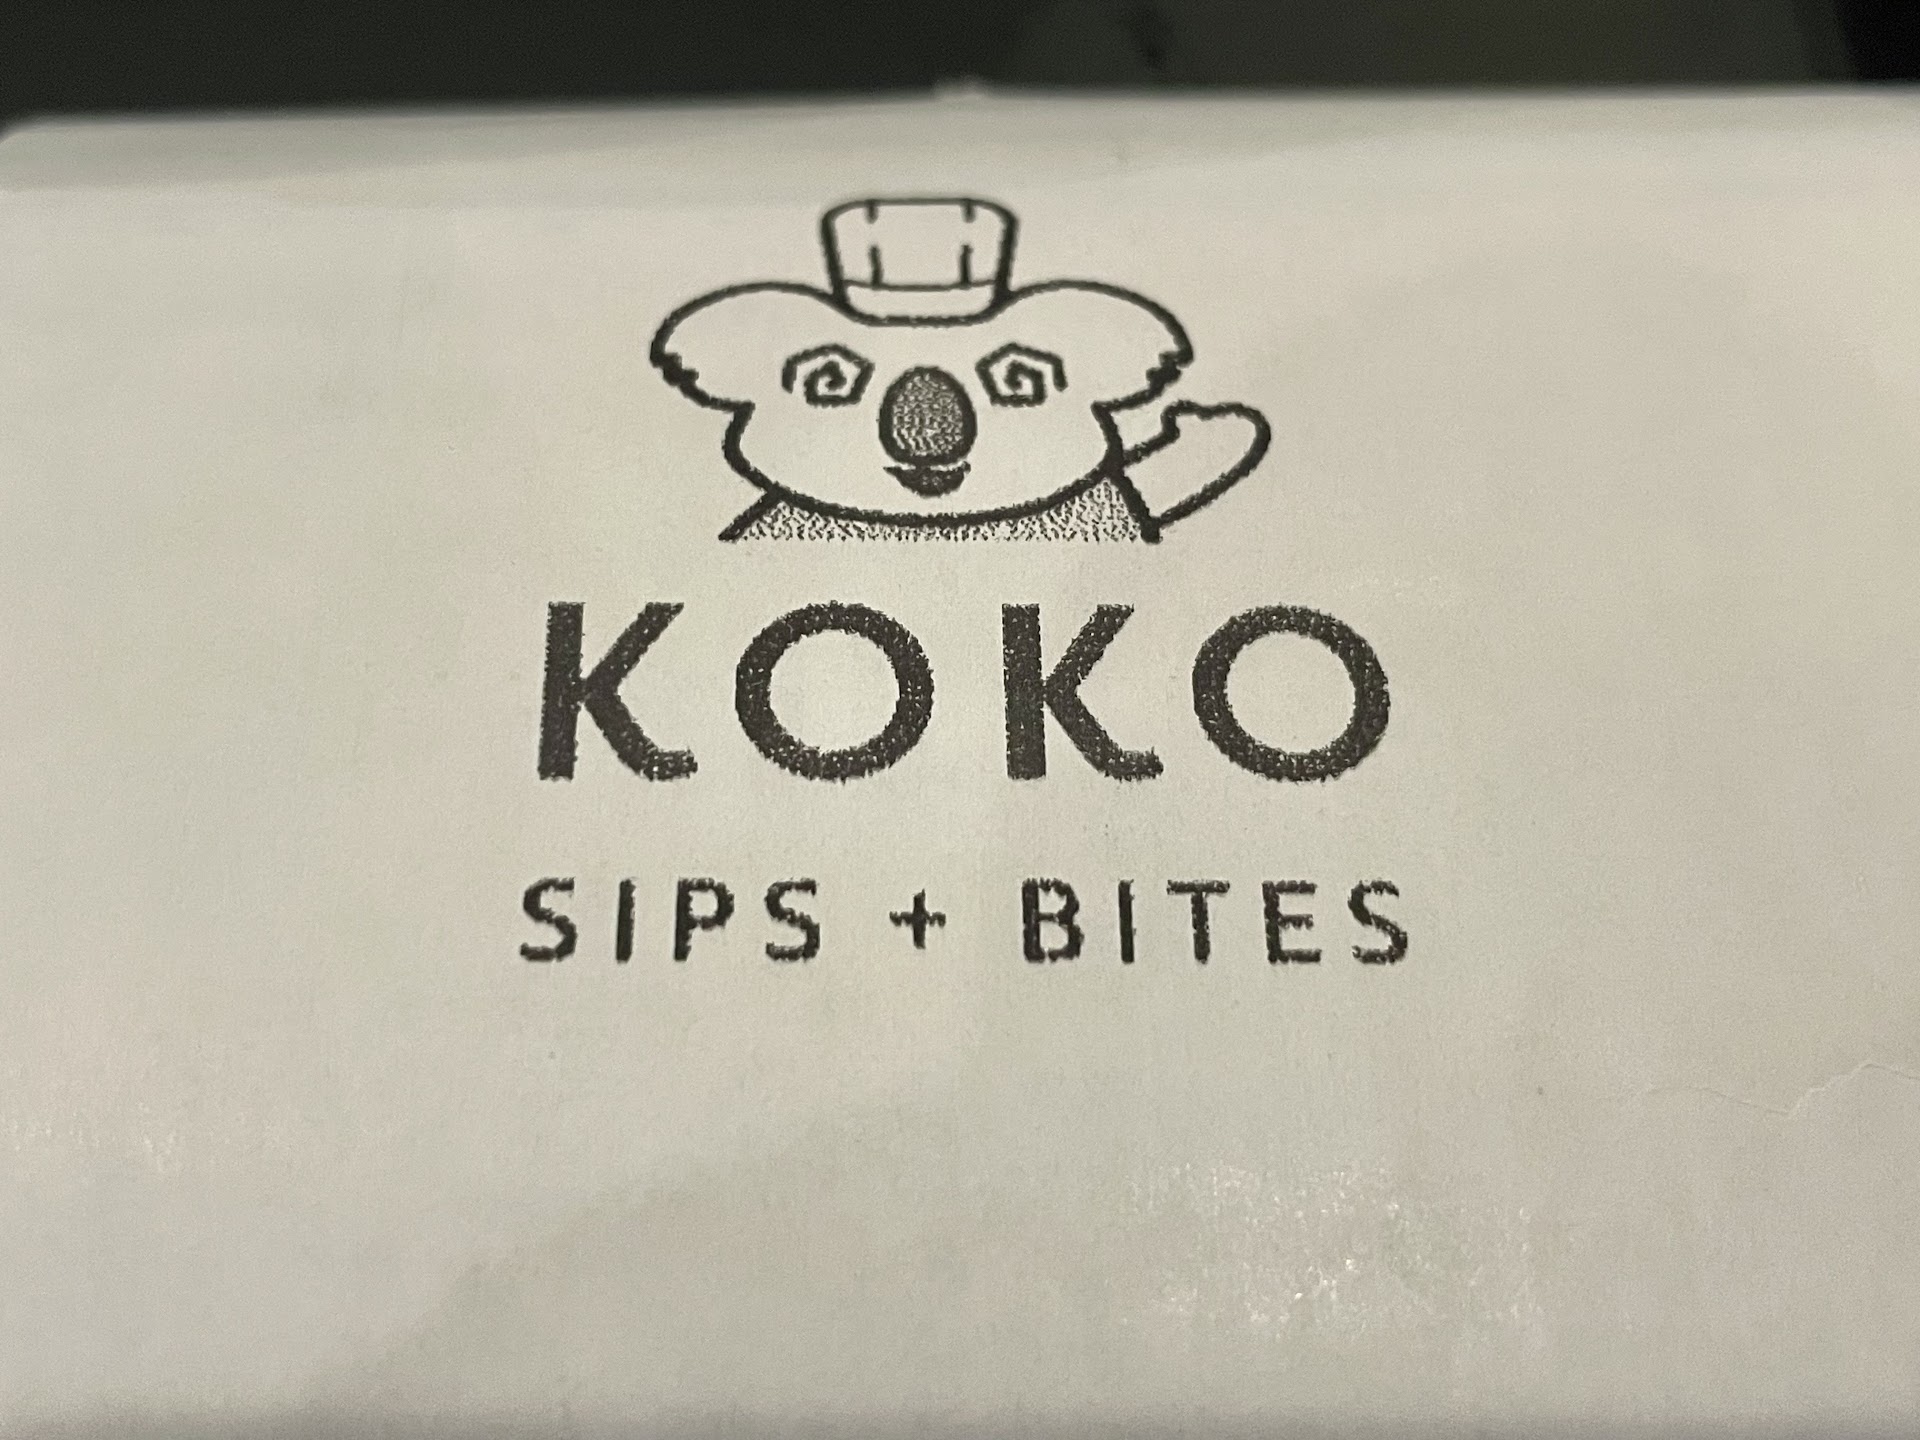 KOKO
SIPS + BITES